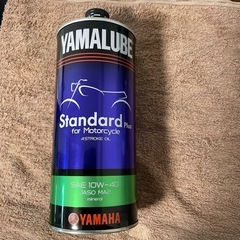 YAMALUBE
Standard Plus
for Motorcycle
4STROKE OIL
SAE 10W-40
JASO MA2
mineral
YAMAHA